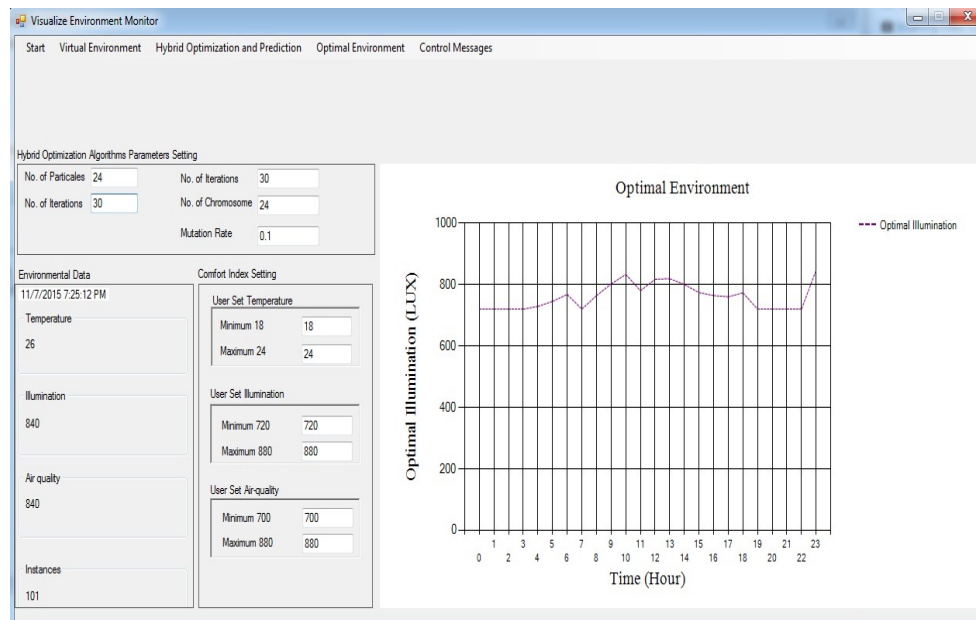 Visualize Environment Monitor
Start Virtual Environment Hybrid Optimization and Prediction Optimal Environment Control Messages
Hybrid Optimization Algorithms Parameters Setting
No. of Particales 24 No. of Iterations 30
No. of Iterations 30 No. of Chromosome 24
Mutation Rate 0.1
Environmental Data
11/7/2015 7:25:12 PM
Temperature
26
Illumination
840
Air quality
840
Instances
101
Comfort Index Setting
User Set Temperature
Minimum 18 18
Maximum 24 24
User Set Illumination
Minimum 720 720
Maximum 880 880
User Set Air-quality
Minimum 700 700
Maximum 880 880
Optimal Environment
Optimal Illumination
Optimal Illumination (LUX)
1000
800
600
400
200
0
1 3 5 7 9 11 13 15 17 19 21 23
0 2 4 6 8 10 12 14 16 18 20 22
Time (Hour)